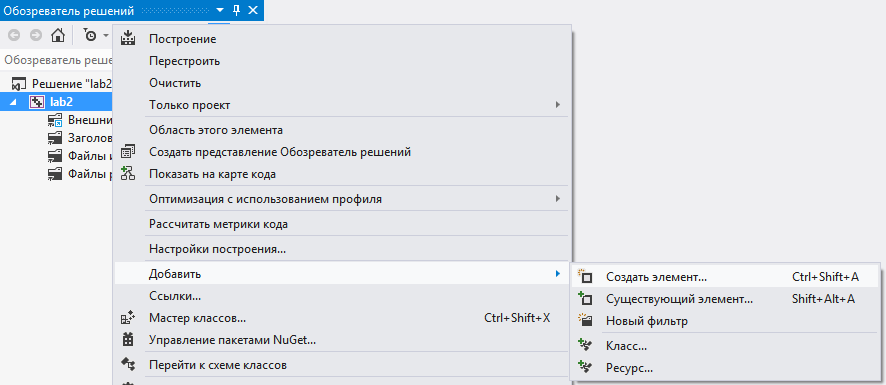 Обозреватель решений
Обозреватель реше
Решение "lab2
lab2
Внешни
Заголов
Файлы и
Файлы р
Построение
Перестроить
Очистить
Только проект
Область этого элемента
Создать представление Обозреватель решений
Показать на карте кода
Оптимизация с использованием профиля
Рассчитать метрики кода
Настройки построения...
Добавить
Ссылки...
Мастер классов... Ctrl+Shift+X
Управление пакетами NuGet...
Перейти к схеме классов
Создать элемент... Ctrl+Shift+A
Существующий элемент... Shift+Alt+A
Новый фильтр
Класс...
Ресурс...